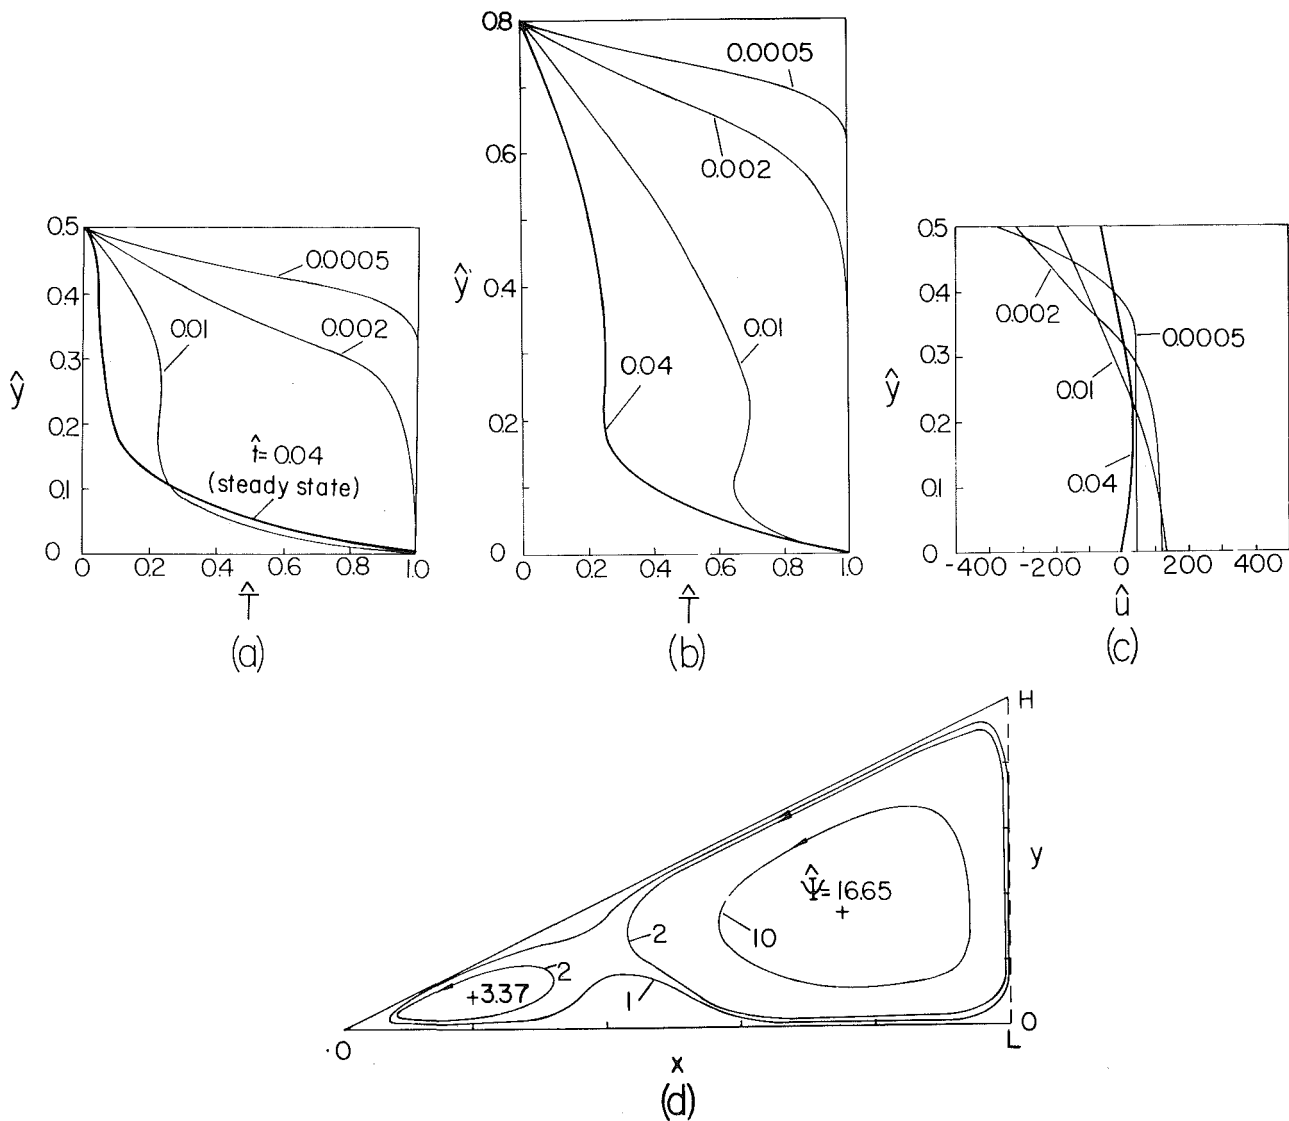 0.5
0.4
0.3
0.2
0.1
0
ŷ
0.0005
0.002
0.01
t̂= 0.04
(steady state)
0 0.2 0.4 0.6 0.8 1.0
T̂
(a)
0.8
0.6
0.4
0.2
0
ŷ
0.0005
0.002
0.01
0.04
0 0.2 0.4 0.6 0.8 1.0
T̂
(b)
0.5
0.4
0.3
0.2
0.1
0
ŷ
0.002
0.0005
0.01
0.04
-400 -200 0 200 400
û
(c)
H
y
Ψ̂= 16.65
+
10
2
2
+3.37
1
0
L
0
x
(d)